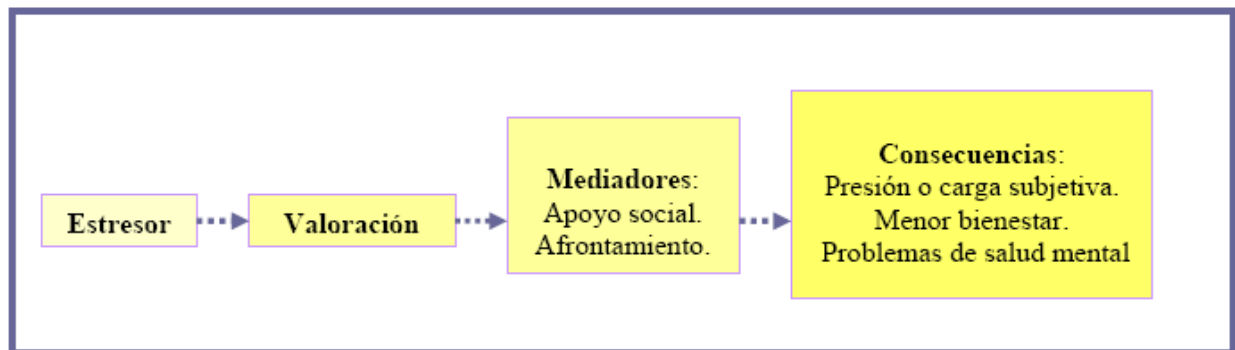 Estresor
Valoración
Mediadores:
Apoyo social.
Afrontamiento.
Consecuencias:
Presión o carga subjetiva.
Menor bienestar.
Problemas de salud mental